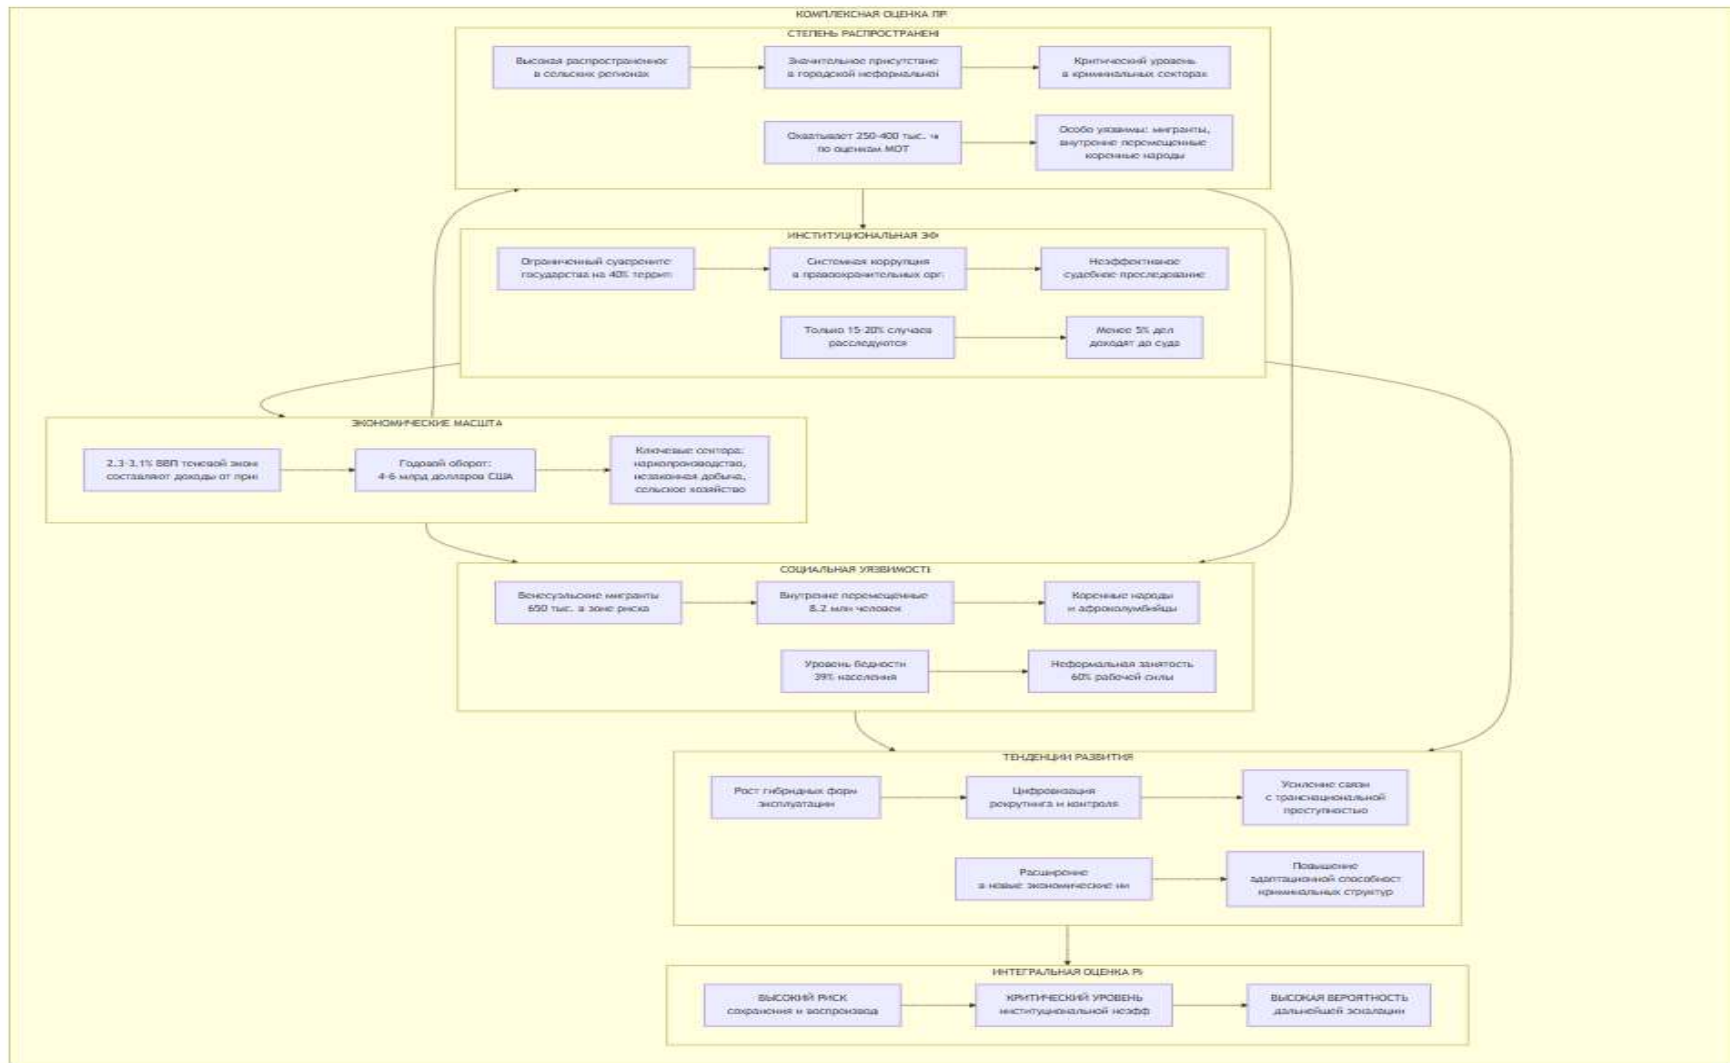 КОМПЛЕКСНАЯ ОЦЕНКА ПР
СТЕПЕНЬ РАСПРОСТРАНЕН
Высокая распространеннос
в сельских регионах
Значительное присутствие
в городской неформальной
Критический уровень
в криминальных секторах
Охватывает 250-400 тыс. че
по оценкам МОТ
Особо уязвимы: мигранты,
внутренне перемещенные
коренные народы
ИНСТИТУЦИОНАЛЬНАЯ ЭФ
Ограниченный суверените
государства на 40% террит
Системная коррупция
в правоохранительных орг
Неэффективное
судебное преследование
Только 15-20% случаев
расследуются
Менее 5% дел
доходят до суда
ЭКОНОМИЧЕСКИЕ МАСШТА
2.3-3.1% ВВП теневой экон
составляют доходы от при
Годовой оборот:
4-6 млрд долларов США
Ключевые сектора:
наркопроизводство,
незаконная добыча,
сельское хозяйство
СОЦИАЛЬНАЯ УЯЗВИМОСТЬ
Венесуэльские мигранты
650 тыс. в зоне риска
Внутренне перемещенные
8.2 млн человек
Коренные народы
и афроколумбийцы
Уровень бедности
39% населения
Неформальная занятость
60% рабочей силы
ТЕНДЕНЦИИ РАЗВИТИЯ
Рост гибридных форм
эксплуатации
Цифровизация
рекрутинга и контроля
Усиление связи
с транснациональной
преступностью
Расширение
в новые экономические ни
Повышение
адаптационной способност
криминальных структур
ИНТЕГРАЛЬНАЯ ОЦЕНКА РИ
ВЫСОКИЙ РИСК
сохранения и воспроизвод
КРИТИЧЕСКИЙ УРОВЕНЬ
институциональной неэфф
ВЫСОКАЯ ВЕРОЯТНОСТЬ
дальнейшей эскалации